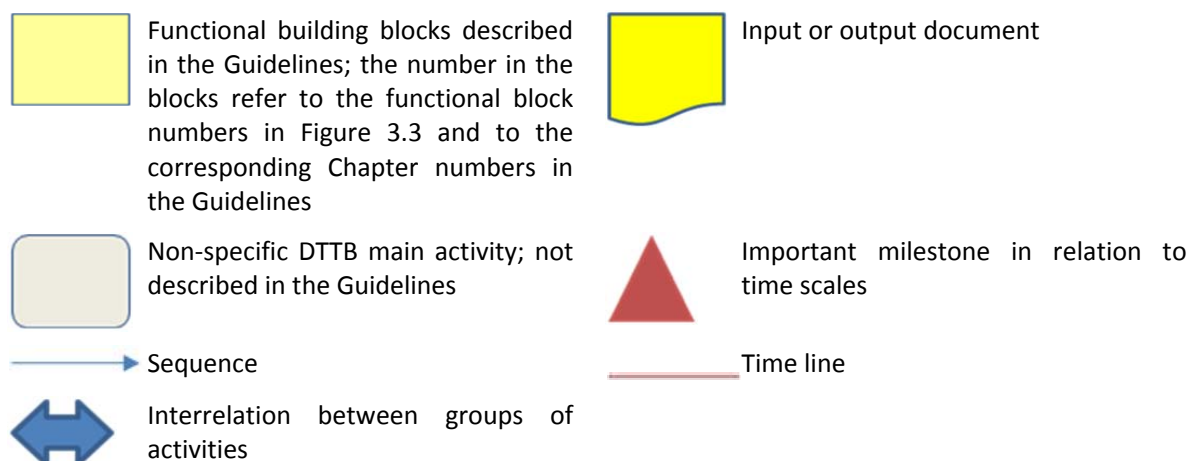 Functional building blocks described
in the Guidelines; the number in the
blocks refer to the functional block
numbers in Figure 3.3 and to the
corresponding Chapter numbers in
the Guidelines
Input or output document
Non-specific DTTB main activity; not
described in the Guidelines
Important milestone in relation to
time scales
Sequence
Time line
Interrelation between groups of
activities